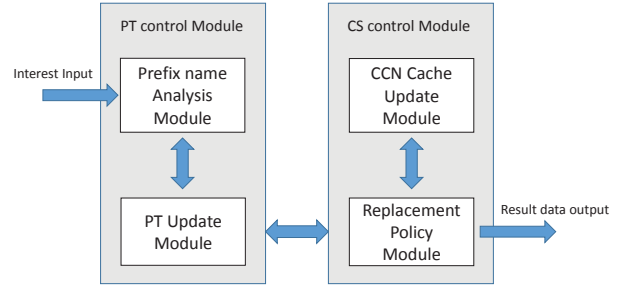 PT control Module
CS control Module
Interest Input
Prefix name
Analysis
Module
CCN Cache
Update
Module
PT Update
Module
Replacement
Policy
Module
Result data output